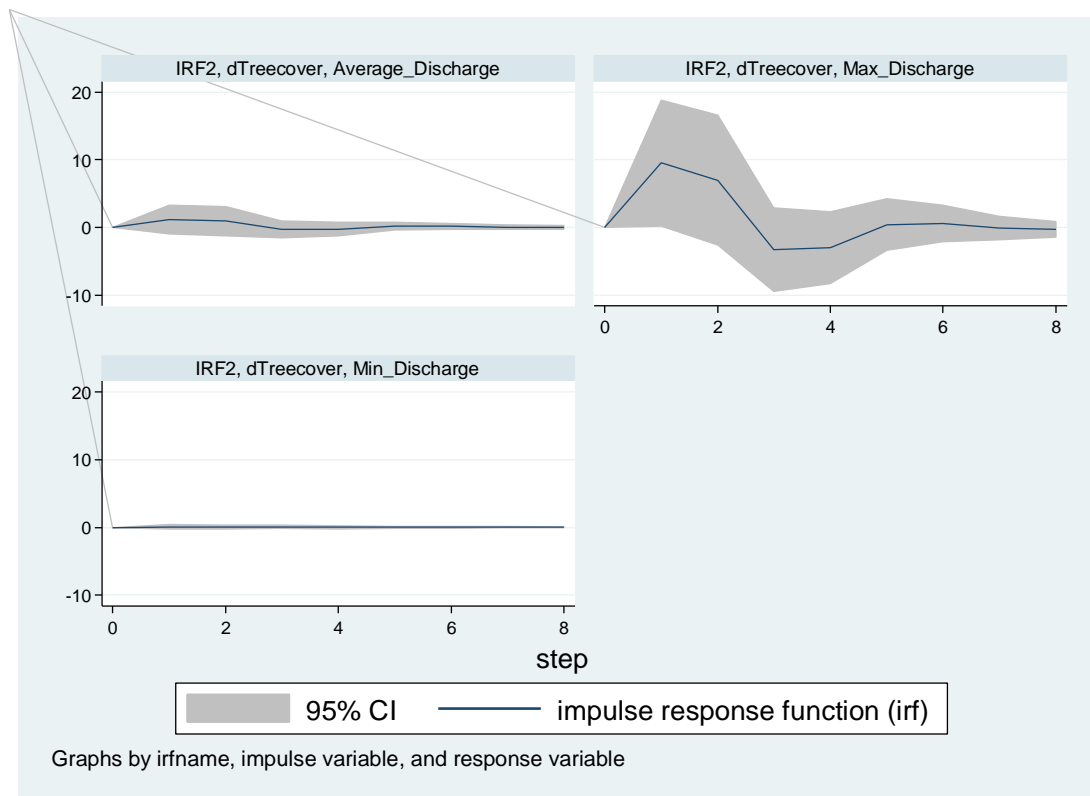 IRF2, dTreecover, Average_Discharge
IRF2, dTreecover, Max_Discharge
20
10
0
-10
0 2 4 6 8
IRF2, dTreecover, Min_Discharge
20
10
0
-10
0 2 4 6 8
step
95% CI impulse response function (irf)
Graphs by irfname, impulse variable, and response variable